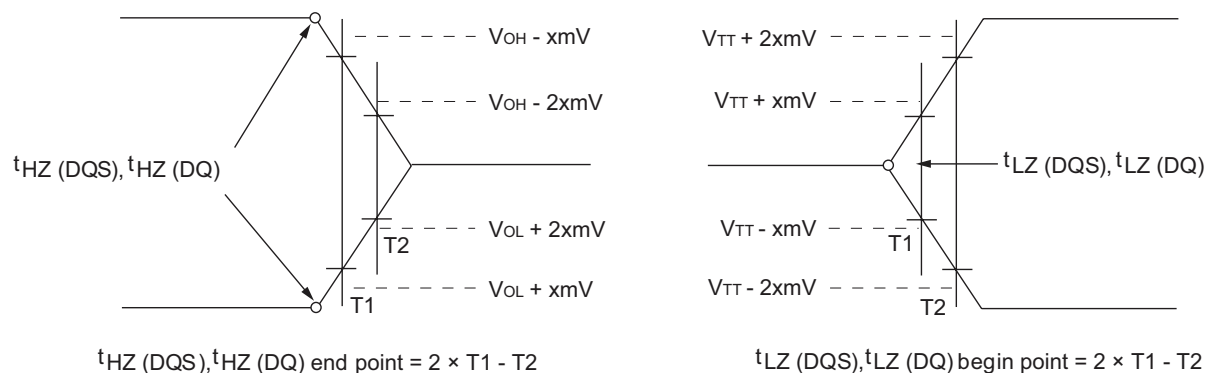 VOH - xmV
VOH - 2xmV
tHZ (DQS), tHZ (DQ)
VOL + 2xmV
T2
VOL + xmV
T1
tHZ (DQS), tHZ (DQ) end point = 2 × T1 - T2
VTT + 2xmV
VTT + xmV
tLZ (DQS), tLZ (DQ)
VTT - xmV
T1
VTT - 2xmV
T2
tLZ (DQS), tLZ (DQ) begin point = 2 × T1 - T2